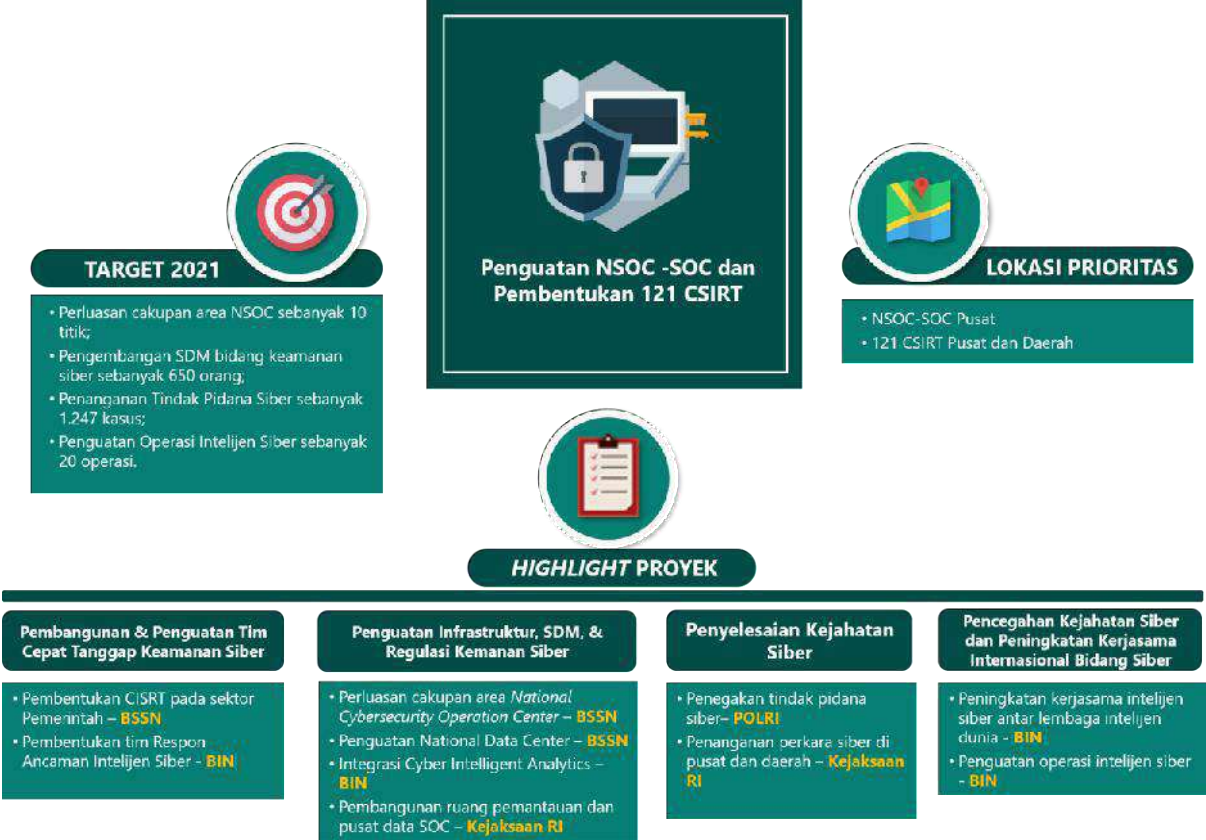 Penguatan NSOC -SOC dan
Pembentukan 121 CSIRT
TARGET 2021
• Perluasan cakupan area NSOC sebanyak 10
titik;
• Pengembangan SDM bidang keamanan
siber sebanyak 650 orang;
• Penanganan Tindak Pidana Siber sebanyak
1.247 kasus;
• Penguatan Operasi Intelijen Siber sebanyak
20 operasi.
LOKASI PRIORITAS
• NSOC-SOC Pusat
• 121 CSIRT Pusat dan Daerah
HIGHLIGHT PROYEK
Pembangunan & Penguatan Tim
Cepat Tanggap Keamanan Siber
• Pembentukan CISRT pada sektor
Pemerintah – BSSN
• Pembentukan tim Respon
Ancaman Intelijen Siber - BIN
Penguatan Infrastruktur, SDM, &
Regulasi Kemanan Siber
• Perluasan cakupan area National
Cybersecurity Operation Center – BSSN
• Penguatan National Data Center – BSSN
• Integrasi Cyber Intelligent Analytics –
BIN
• Pembangunan ruang pemantauan dan
pusat data SOC – Kejaksaan RI
Penyelesaian Kejahatan
Siber
• Penegakan tindak pidana
siber– POLRI
• Penanganan perkara siber di
pusat dan daerah – Kejaksaan
RI
Pencegahan Kejahatan Siber
dan Peningkatan Kerjasama
Internasional Bidang Siber
• Peningkatan kerjasama intelijen
siber antar lembaga intelijen
dunia - BIN
• Penguatan operasi intelijen siber
- BIN